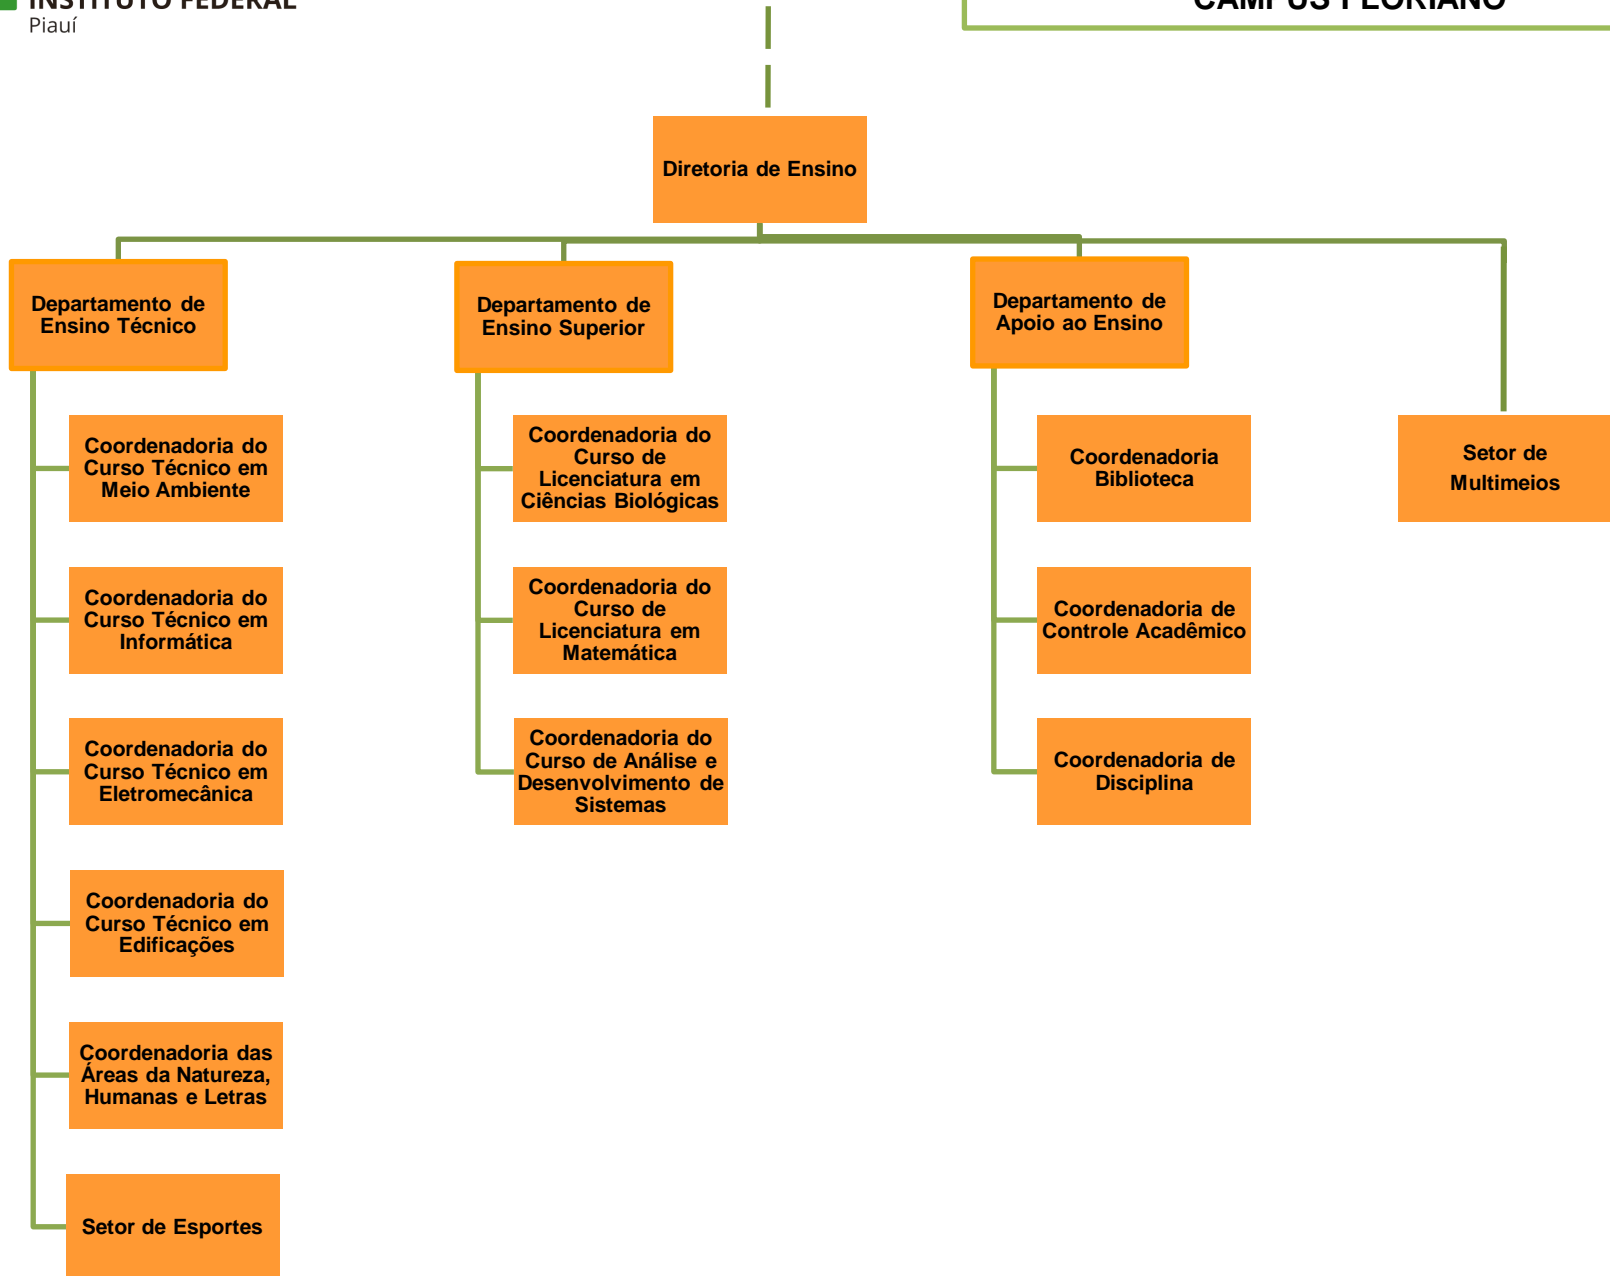 INSTITUTO FEDERAL
Piauí
CAMPUS FLORIANO
Diretoria de Ensino
Departamento de
Ensino Técnico
Departamento de
Ensino Superior
Departamento de
Apoio ao Ensino
Coordenadoria do
Curso Técnico em
Meio Ambiente
Coordenadoria do
Curso de
Licenciatura em
Ciências Biológicas
Coordenadoria
Biblioteca
Setor de
Multimeios
Coordenadoria do
Curso Técnico em
Informática
Coordenadoria do
Curso de
Licenciatura em
Matemática
Coordenadoria de
Controle Acadêmico
Coordenadoria do
Curso Técnico em
Eletromecânica
Coordenadoria do
Curso de Análise e
Desenvolvimento de
Sistemas
Coordenadoria de
Disciplina
Coordenadoria do
Curso Técnico em
Edificações
Coordenadoria das
Áreas da Natureza,
Humanas e Letras
Setor de Esportes